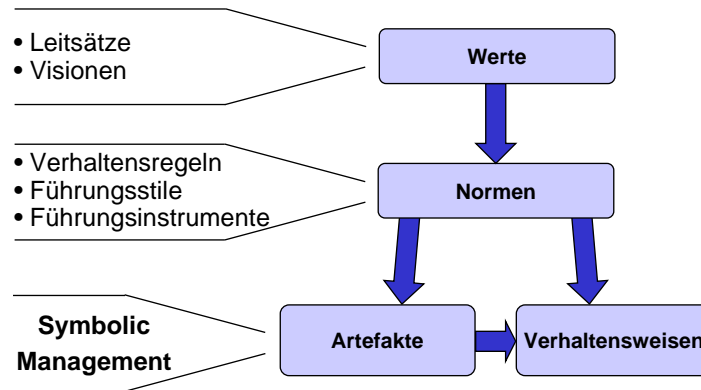 • Leitsätze
• Visionen
Werte
• Verhaltensregeln
• Führungsstile
• Führungsinstrumente
Normen
Symbolic
Management
Artefakte
Verhaltensweisen